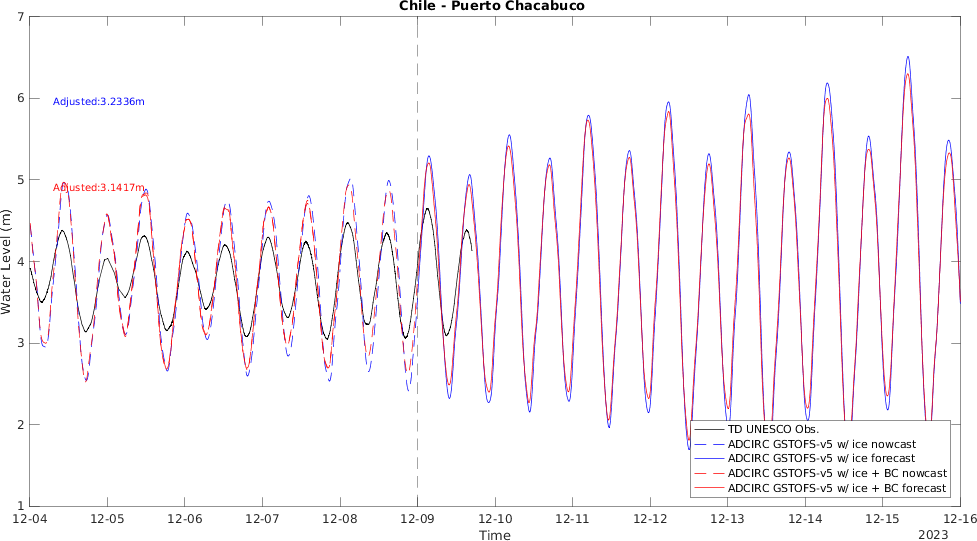 Chile - Puerto Chacabuco
7
6
5
4
3
2
1
Water Level (m)
Adjusted:3.2336m
Adjusted:3.1417m
TD UNESCO Obs.
ADCIRC GSTOFS-v5 w/ ice nowcast
ADCIRC GSTOFS-v5 w/ ice forecast
ADCIRC GSTOFS-v5 w/ ice + BC nowcast
ADCIRC GSTOFS-v5 w/ ice + BC forecast
12-04 12-05 12-06 12-07 12-08 12-09 12-10 12-11 12-12 12-13 12-14 12-15 12-16
Time
2023